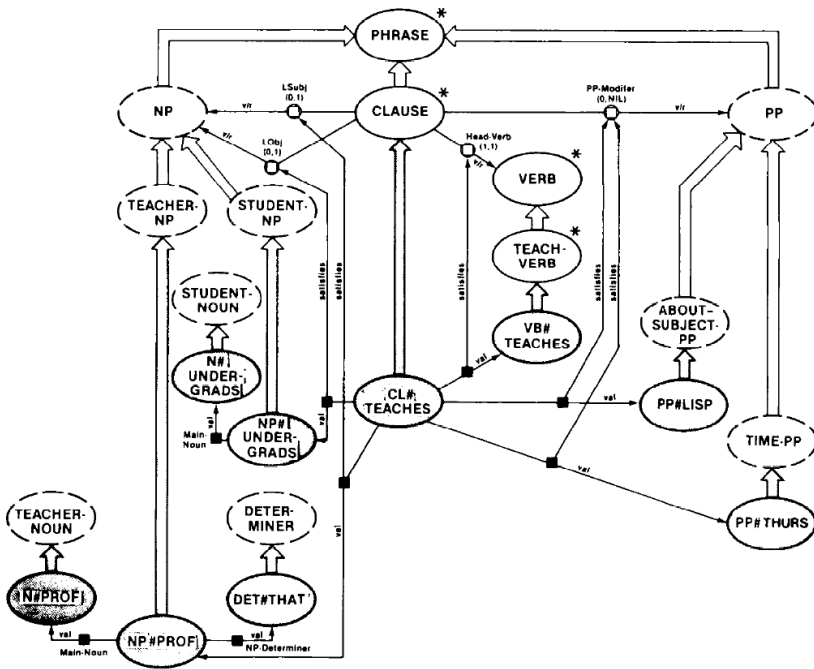 PHRASE
*
NP
v/r
LSubj
(0,1)
CLAUSE
*
PP-Modifer
(0,NIL)
v/r
PP
v/r
LObj
(0,1)
Head-Verb
(1,1)
v/r
VERB
*
TEACHER-
NP
STUDENT-
NP
TEACH-
VERB
*
STUDENT-
NOUN
satisfies
satisfies
satisfies
satisfies
satisfies
ABOUT-
SUBJECT-
PP
VB#
TEACHES
N#
UNDER-
GRADS
val
val
Main-
Noun
NP#
UNDER-
GRADS
val
CL#
TEACHES
val
PP#LISP
TIME-PP
val
TEACHER-
NOUN
DETER-
MINER
val
PP#THURS
N#PROF
DET#THAT
val
Main-Noun
NP#PROF
val
NP-Determiner